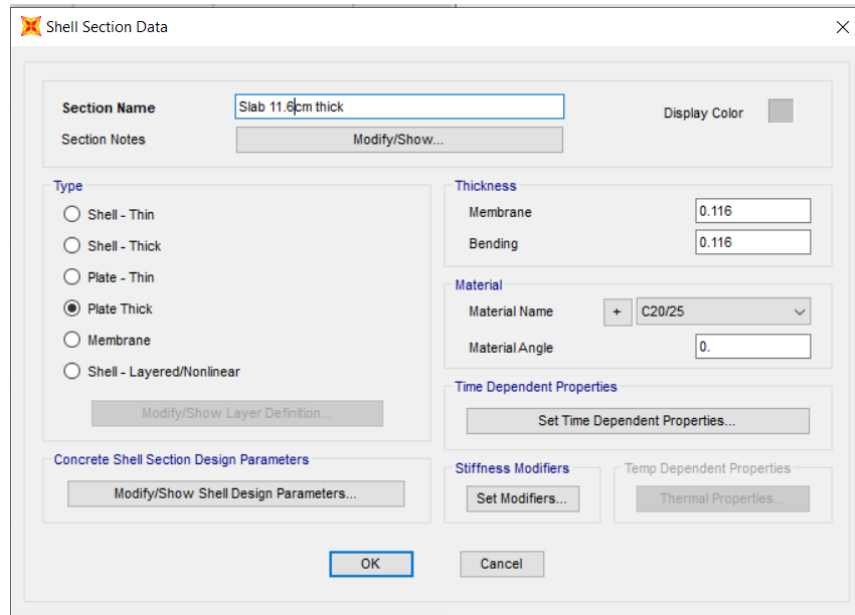 Shell Section Data
Section Name
Slab 11.6cm thick
Display Color
Section Notes
Modify/Show...
Type
Shell - Thin
Shell - Thick
Plate - Thin
Plate Thick
Membrane
Shell - Layered/Nonlinear
Modify/Show Layer Definition...
Concrete Shell Section Design Parameters
Modify/Show Shell Design Parameters...
Thickness
Membrane
0.116
Bending
0.116
Material
Material Name
+
C20/25
Material Angle
0.
Time Dependent Properties
Set Time Dependent Properties...
Stiffness Modifiers
Set Modifiers...
Temp Dependent Properties
Thermal Properties...
OK
Cancel